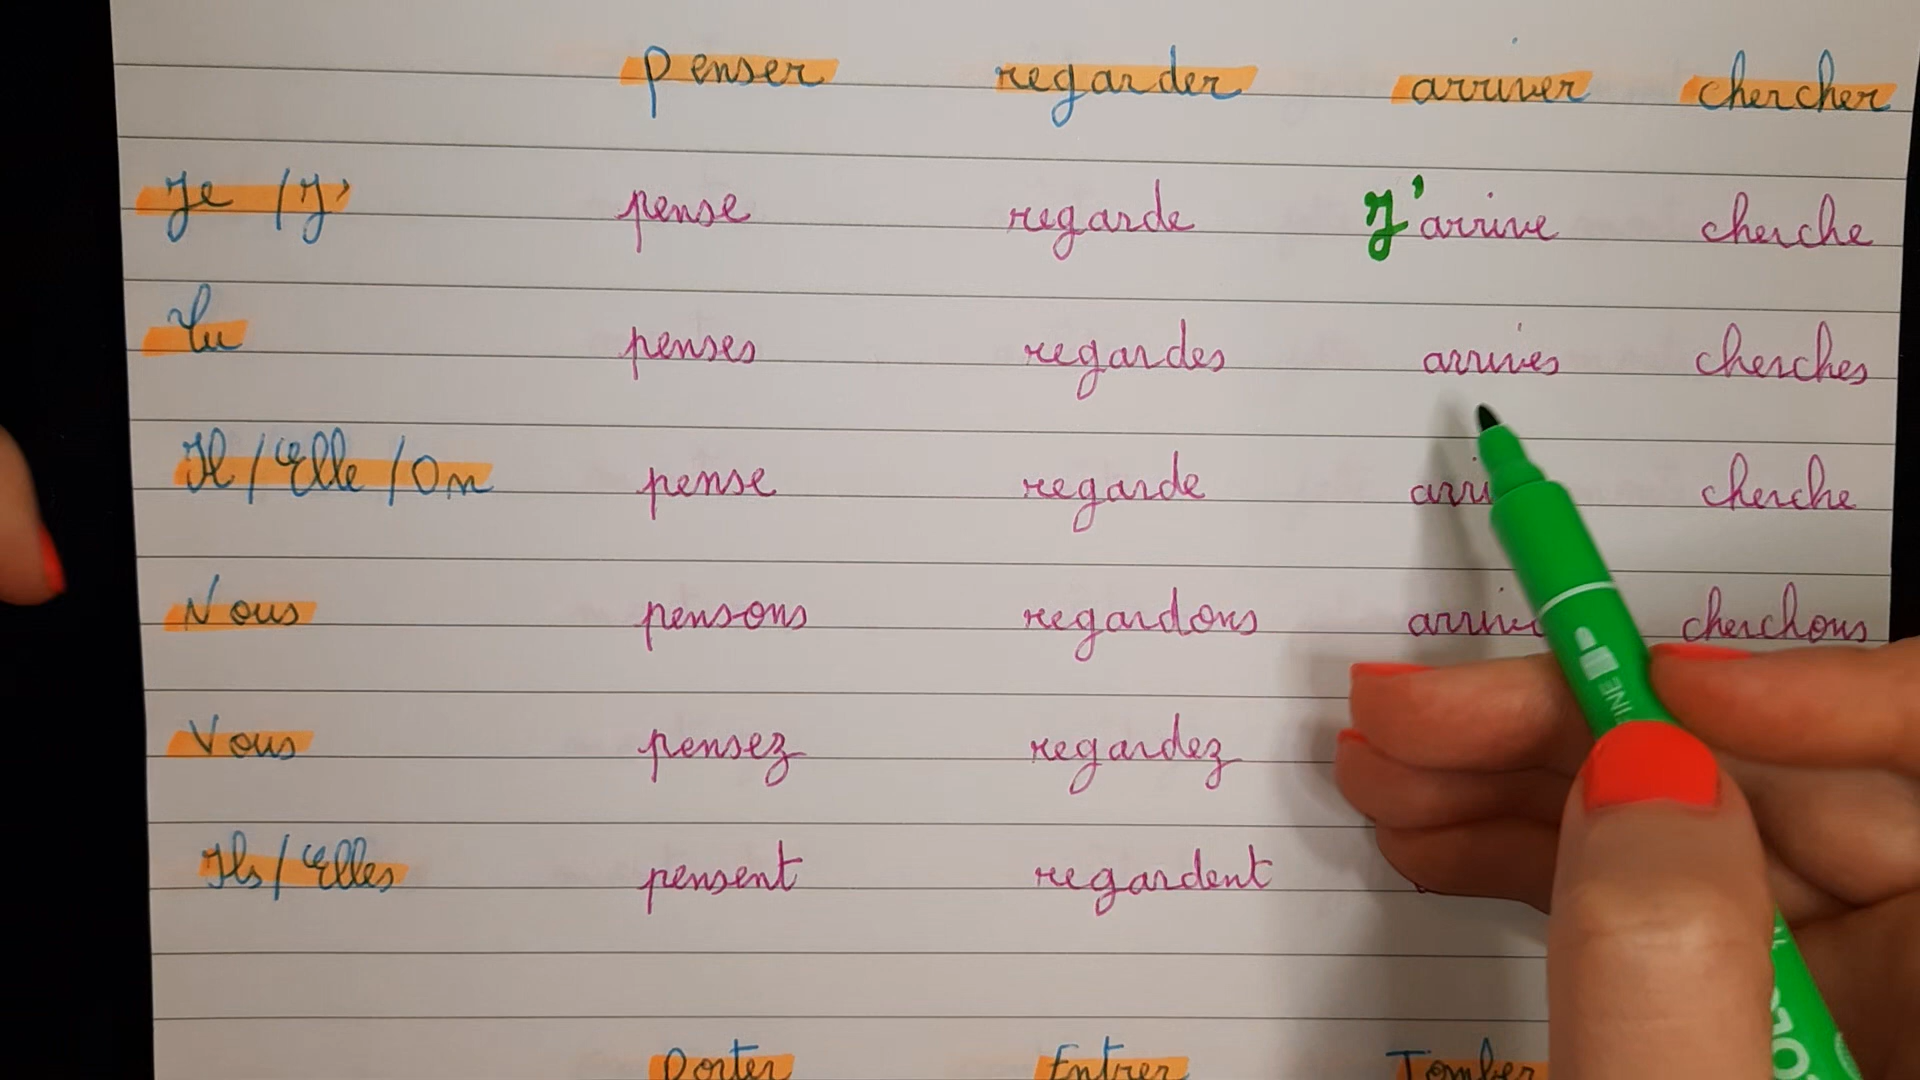 penser regarder arriver chercher
Je / J' pense regarde J'arrive cherche
Tu penses regardes arrives cherches
Il / Elle / On pense regarde cherche
Nous pensons regardons cherchons
Vous pensez regardez
Ils / Elles pensent regardent
Porter Entrer Tomber